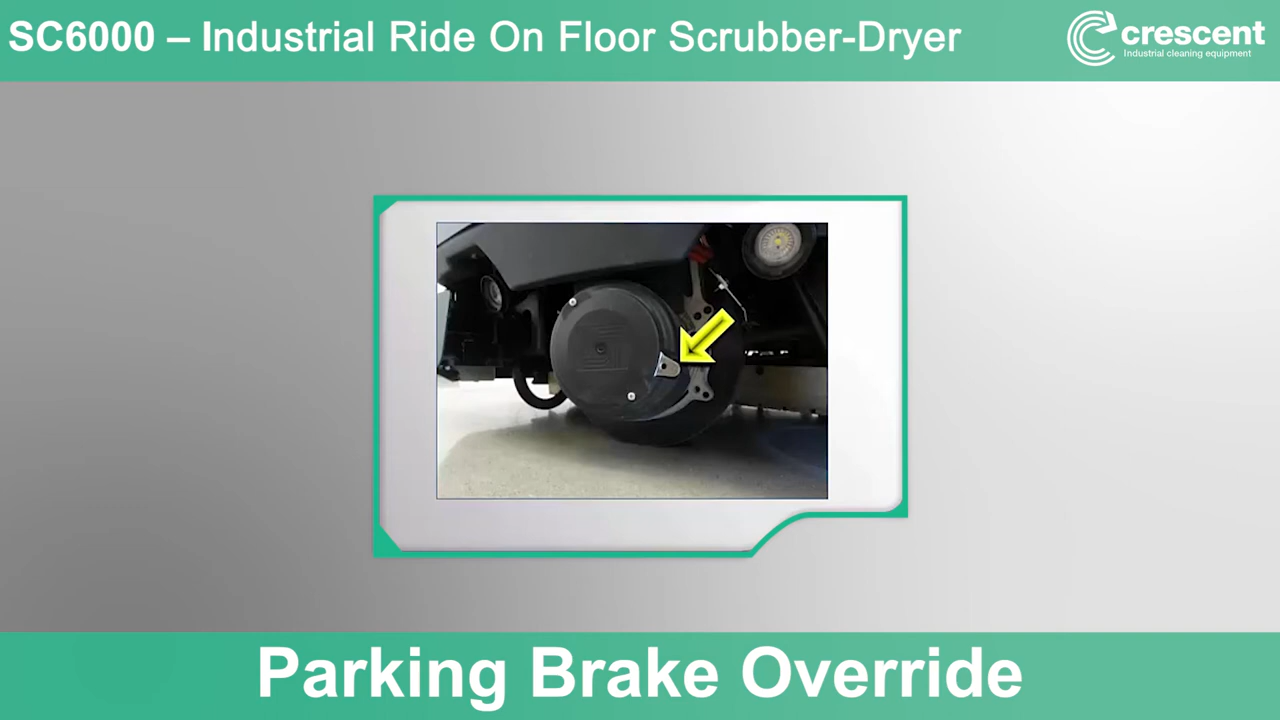 SC6000 – Industrial Ride On Floor Scrubber-Dryer
crescent
Industrial cleaning equipment
Parking Brake Override